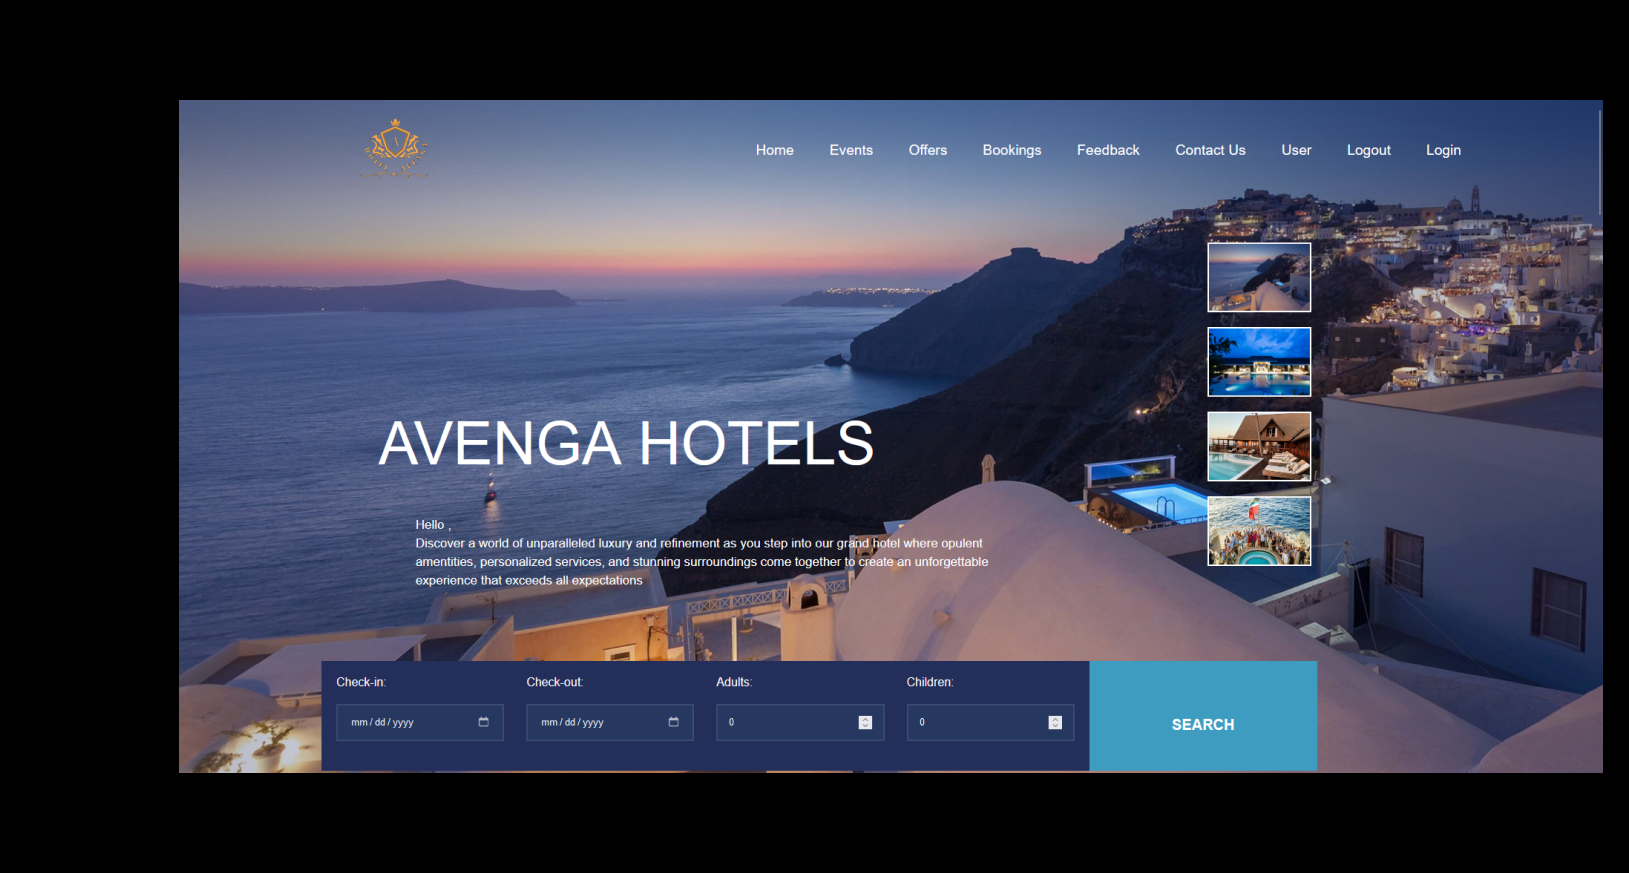 Home Events Offers Bookings Feedback Contact Us User Logout Login
AVENGA HOTELS
Hello ,
Discover a world of unparalleled luxury and refinement as you step into our grand hotel where opulent
amentities, personalized services, and stunning surroundings come together to create an unforgettable
experience that exceeds all expectations
Check-in: Check-out: Adults: Children:
mm / dd / yyyy mm / dd / yyyy 0 0
SEARCH